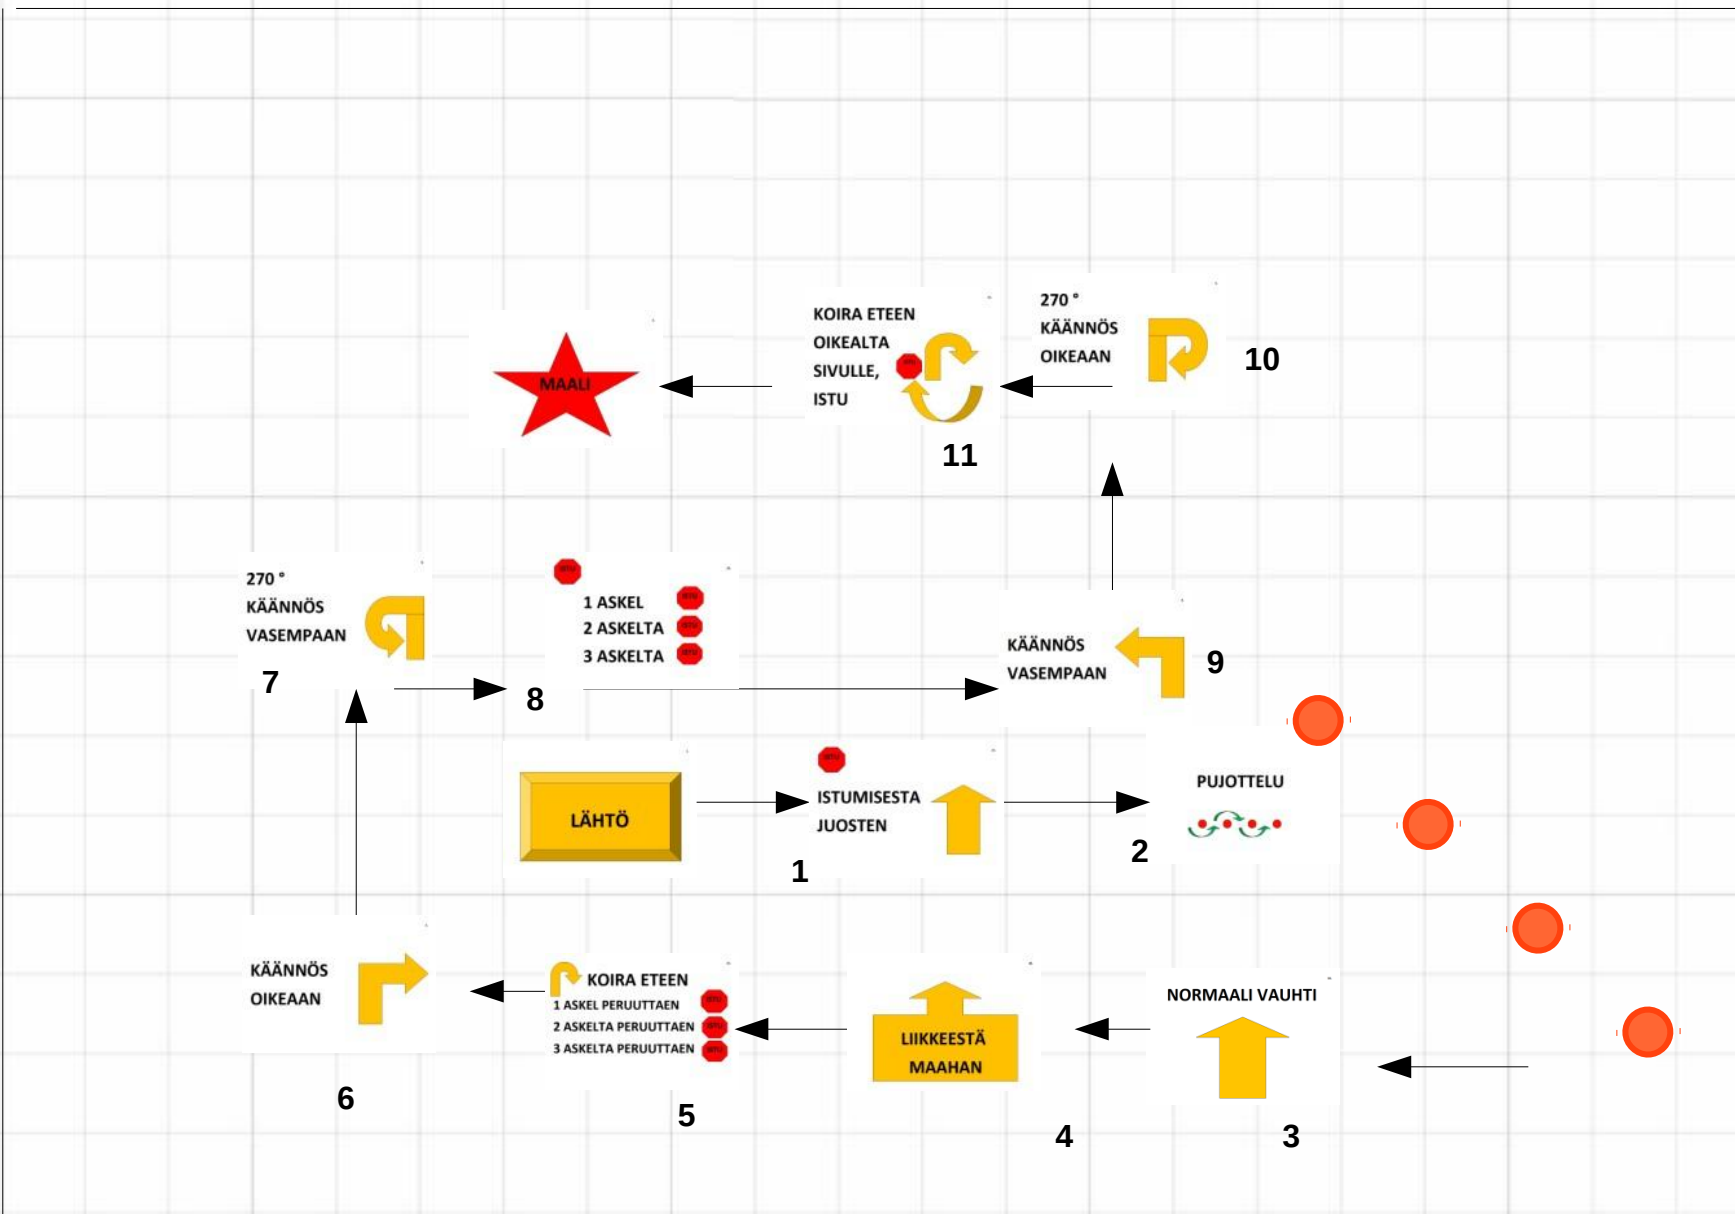 270 °
KÄÄNNÖS
OIKEAAN
10
KOIRA ETEEN
OIKEALTA
SIVULLE,
ISTU
11
MAALI
270 °
KÄÄNNÖS
VASEMPAAN
7
1 ASKEL
2 ASKELTA
3 ASKELTA
8
KÄÄNNÖS
VASEMPAAN
9
LÄHTÖ
ISTUMISESTA
JUOSTEN
1
PUJOTTELU
2
KÄÄNNÖS
OIKEAAN
6
KOIRA ETEEN
1 ASKEL PERUUTTAEN
2 ASKELTA PERUUTTAEN
3 ASKELTA PERUUTTAEN
5
LIIKKEESTÄ
MAAHAN
4
NORMAALI VAUHTI
3